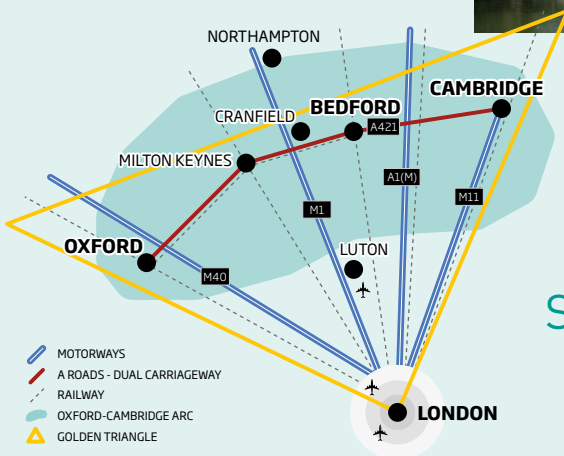 NORTHAMPTON
CAMBRIDGE
BEDFORD
CRANFIELD
A421
MILTON KEYNES
A1(M)
M11
M1
OXFORD
LUTON
M40
S
MOTORWAYS
A ROADS - DUAL CARRIAGEWAY
RAILWAY
OXFORD-CAMBRIDGE ARC
GOLDEN TRIANGLE
LONDON